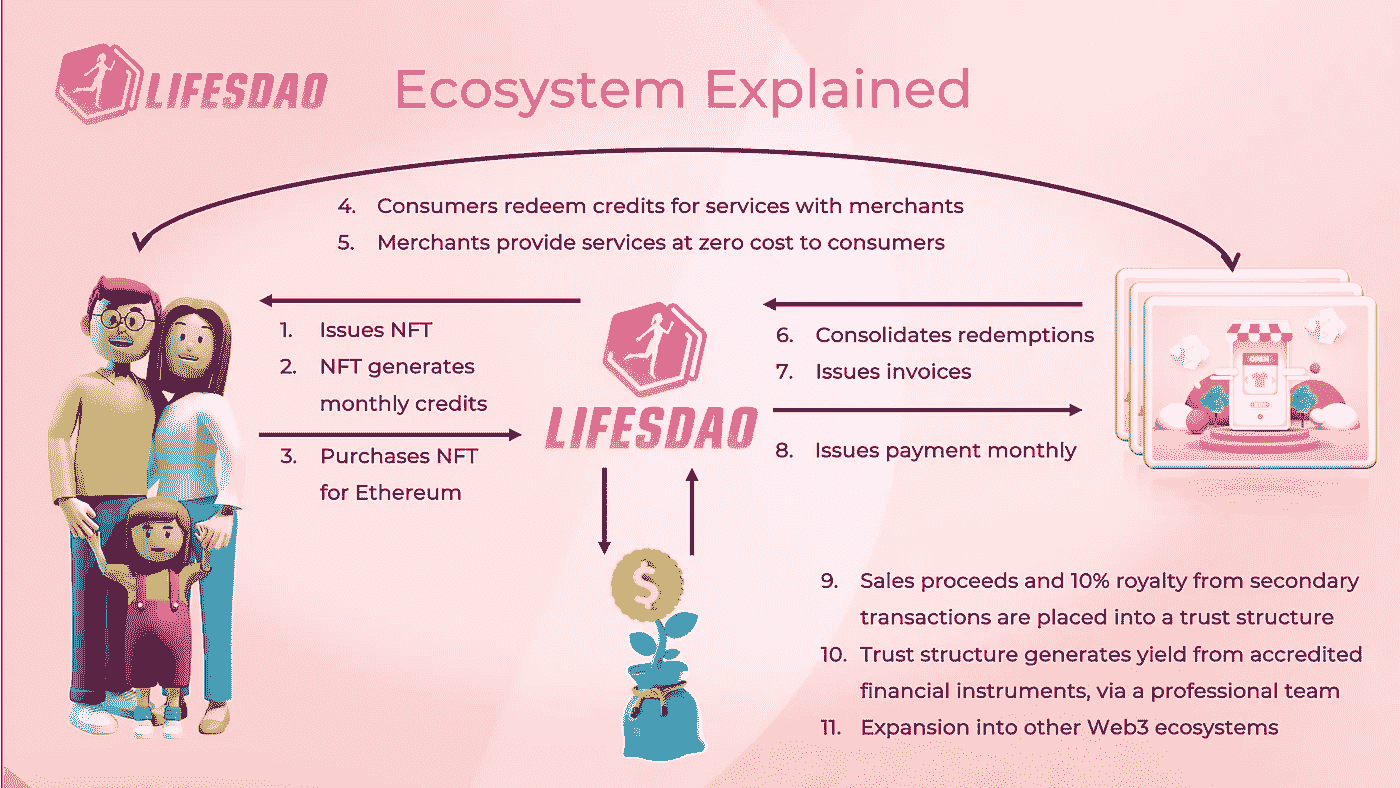 LIFESDAO Ecosystem Explained
4. Consumers redeem credits for services with merchants
5. Merchants provide services at zero cost to consumers
1. Issues NFT
2. NFT generates
monthly credits
3. Purchases NFT
for Ethereum
LIFESDAO
6. Consolidates redemptions
7. Issues invoices
8. Issues payment monthly
OPEN
$
9. Sales proceeds and 10% royalty from secondary
transactions are placed into a trust structure
10. Trust structure generates yield from accredited
financial instruments, via a professional team
11. Expansion into other Web3 ecosystems